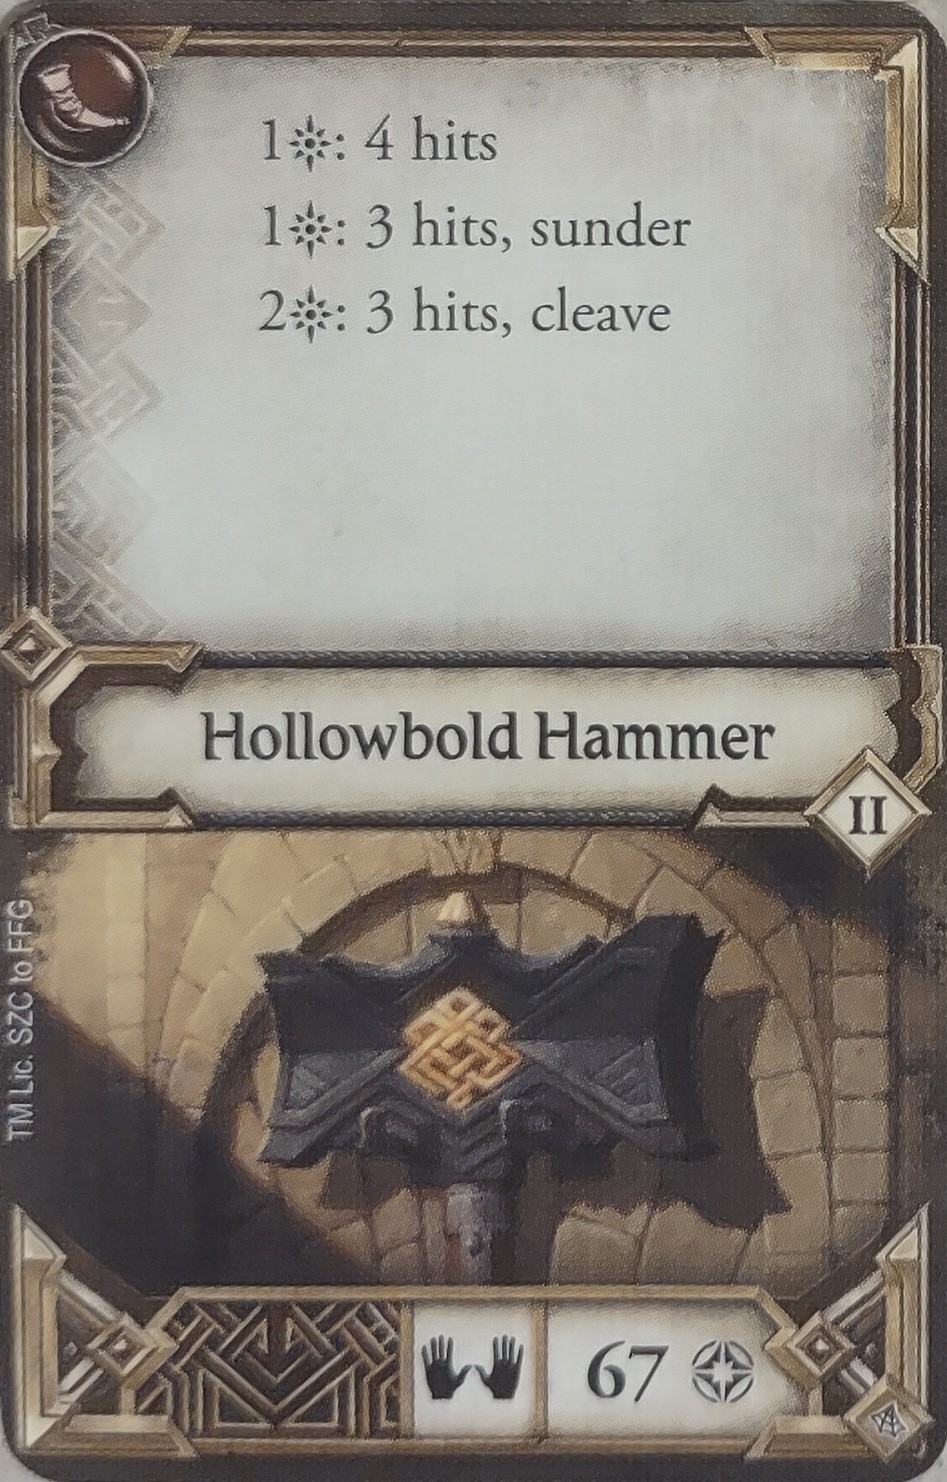 1☀: 4 hits
1☀: 3 hits, sunder
2☀: 3 hits, cleave
Hollowbold Hammer
II
TM Lic. SZC to FFG
67